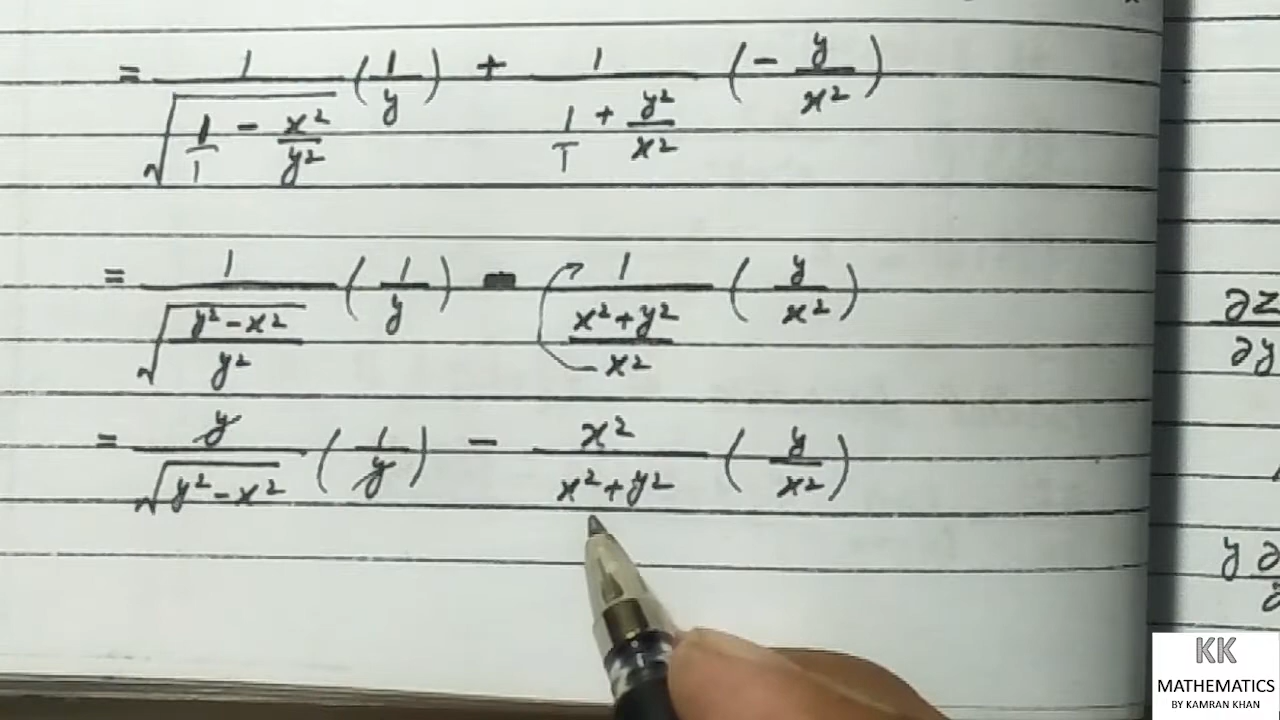 = 1/√(1/1 − x²/y²) (1/y) + 1/(1/1 + y²/x²) (− y/x²)
= 1/√((y²−x²)/y²) (1/y) − 1/((x²+y²)/x²) (y/x²)
= y/√(y²−x²) (1/y) − x²/(x²+y²) (y/x²)
∂z/∂y
y ∂
KK
MATHEMATICS
BY KAMRAN KHAN